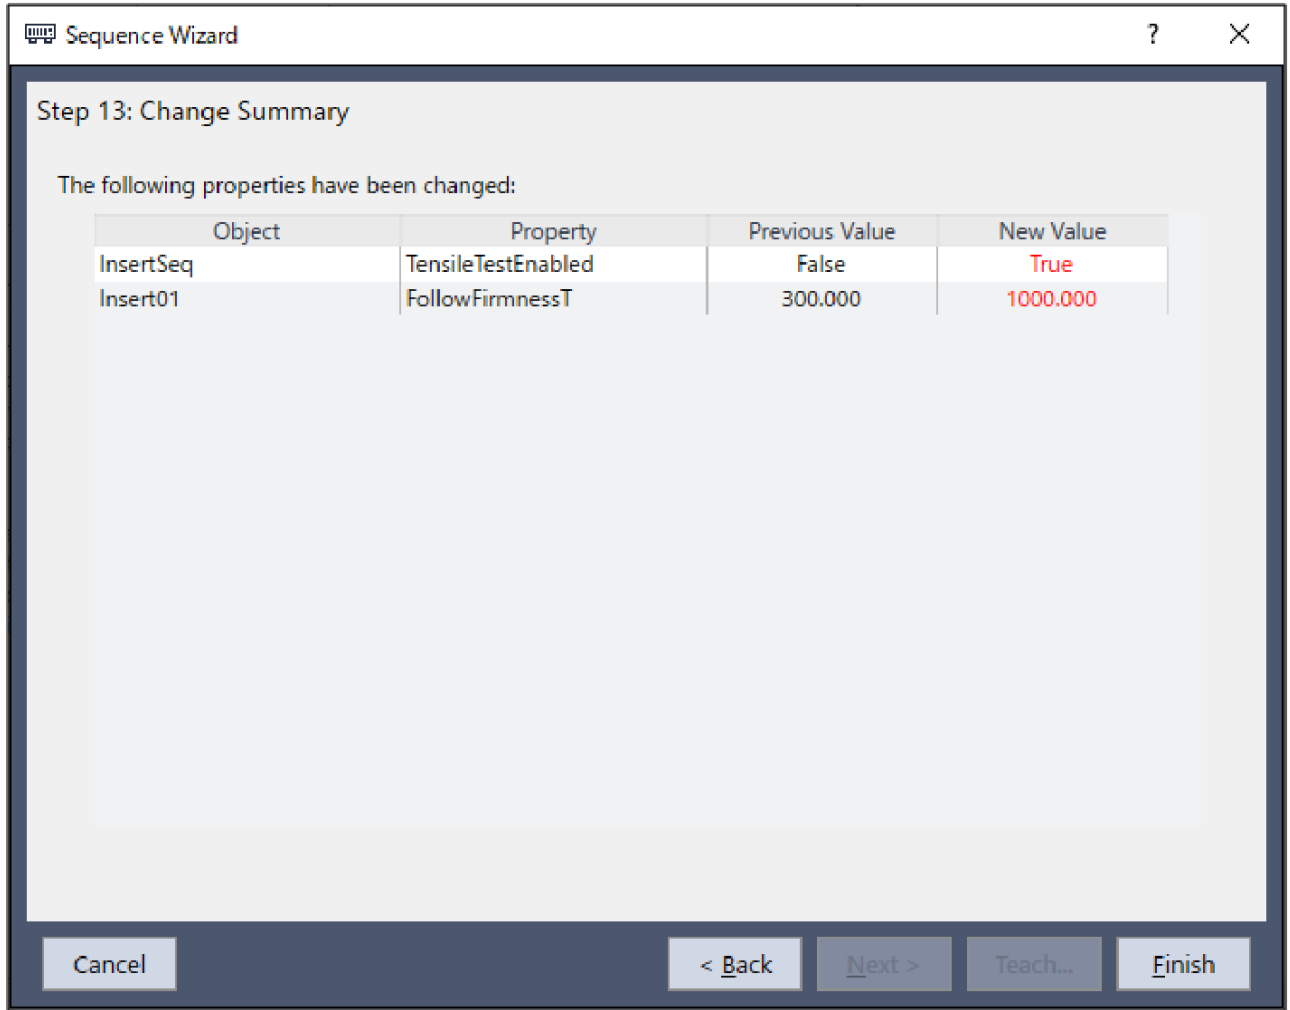 Sequence Wizard ?
Step 13: Change Summary
The following properties have been changed:
Object Property Previous Value New Value
InsertSeq TensileTestEnabled False True
Insert01 FollowFirmnessT 300.000 1000.000
Cancel < Back Next > Teach... Finish